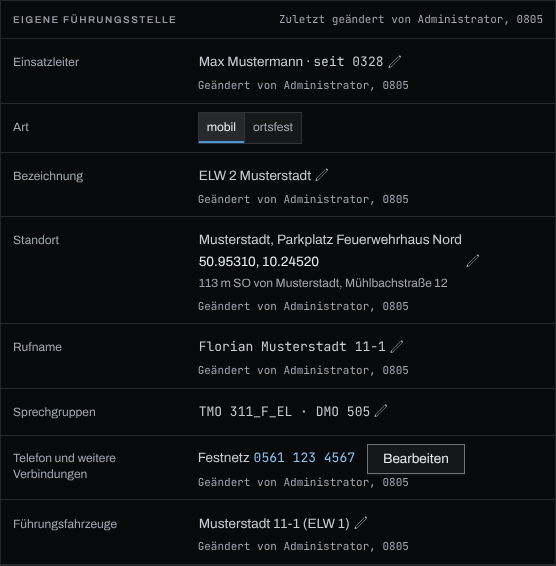 EIGENE FÜHRUNGSSTELLE Zuletzt geändert von Administrator, 0805
Einsatzleiter Max Mustermann · seit 0328
Geändert von Administrator, 0805
Art mobil ortsfest
Bezeichnung ELW 2 Musterstadt
Geändert von Administrator, 0805
Standort Musterstadt, Parkplatz Feuerwehrhaus Nord
50.95310, 10.24520
113 m SO von Musterstadt, Mühlbachstraße 12
Geändert von Administrator, 0805
Rufname Florian Musterstadt 11-1
Geändert von Administrator, 0805
Sprechgruppen TMO 311_F_EL · DMO 505
Telefon und weitere Verbindungen Festnetz 0561 123 4567 Bearbeiten
Geändert von Administrator, 0805
Führungsfahrzeuge Musterstadt 11-1 (ELW 1)
Geändert von Administrator, 0805